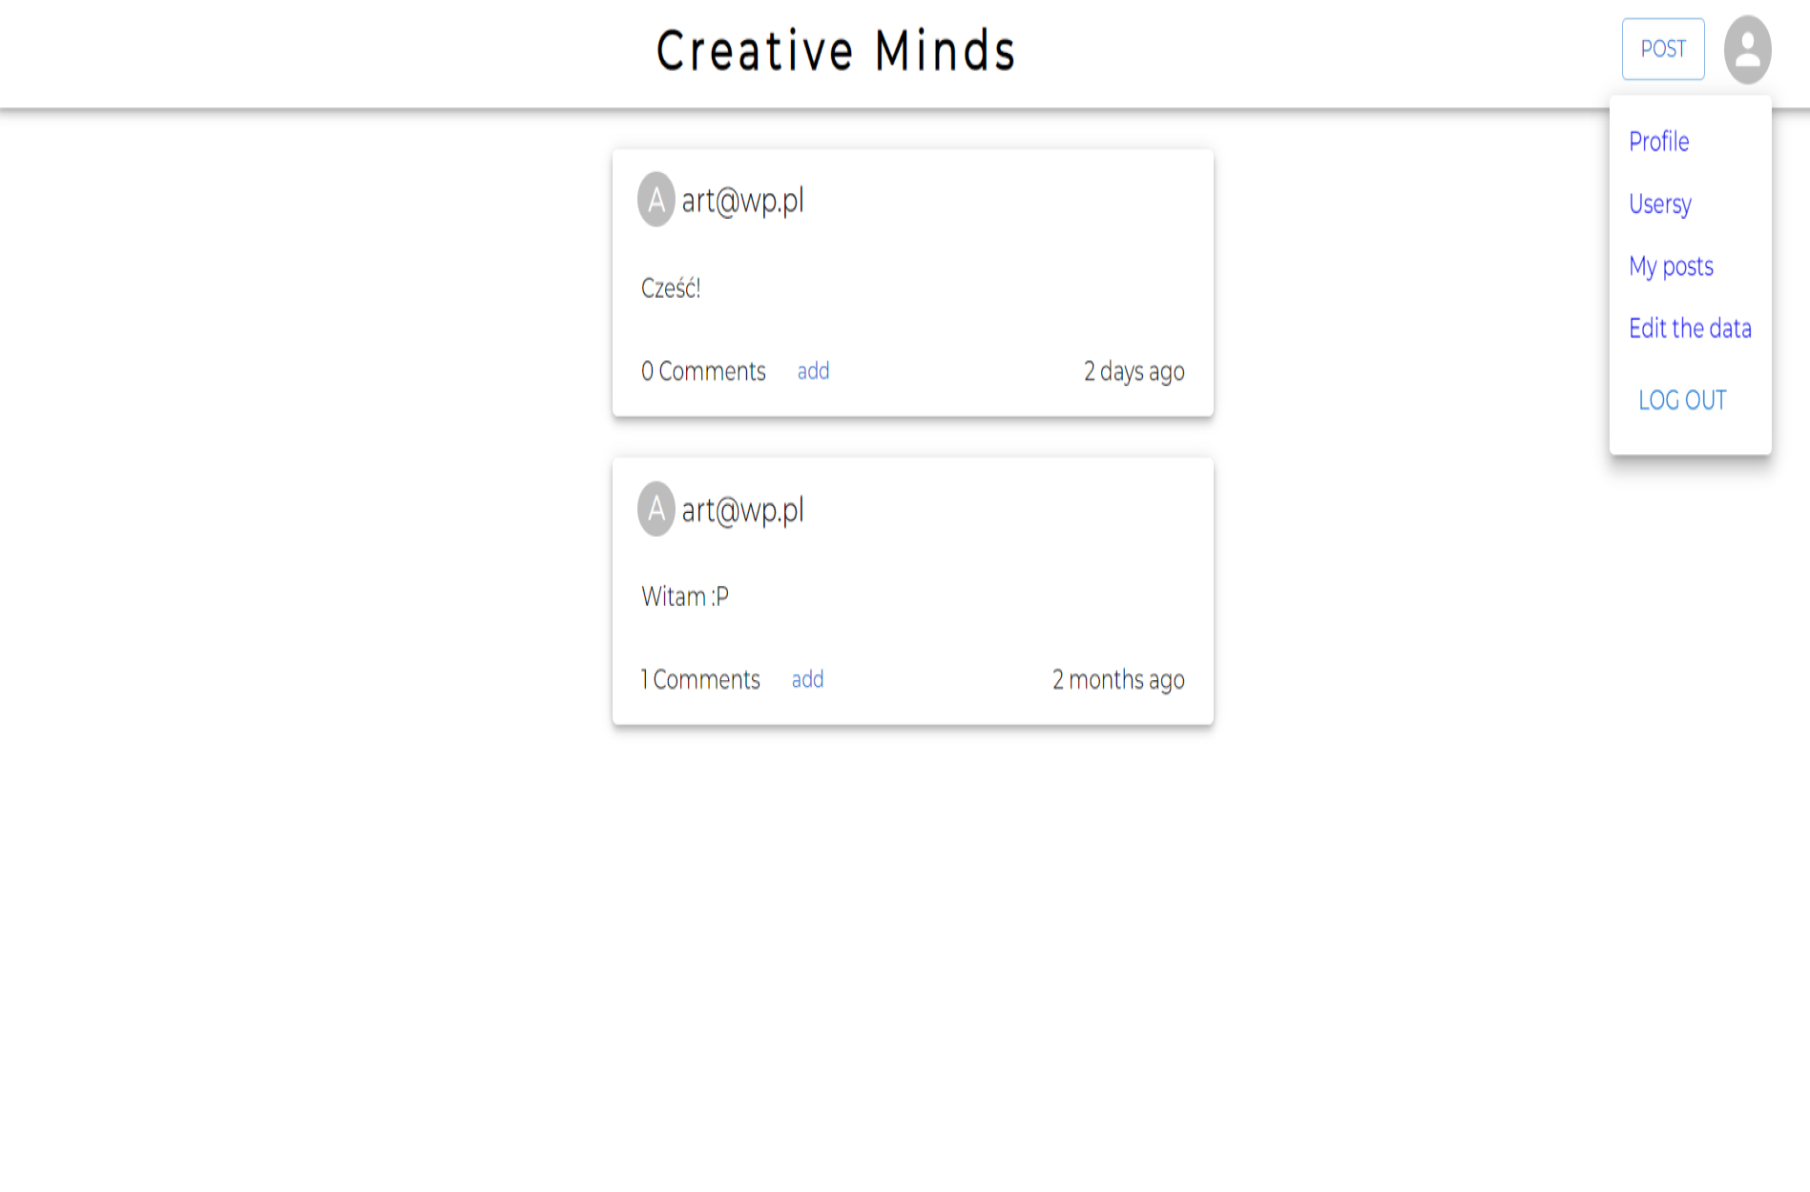 Creative Minds
POST
Profile
Usersy
My posts
Edit the data
LOG OUT
A art@wp.pl
Cześć!
0 Comments add 2 days ago
A art@wp.pl
Witam :P
1 Comments add 2 months ago